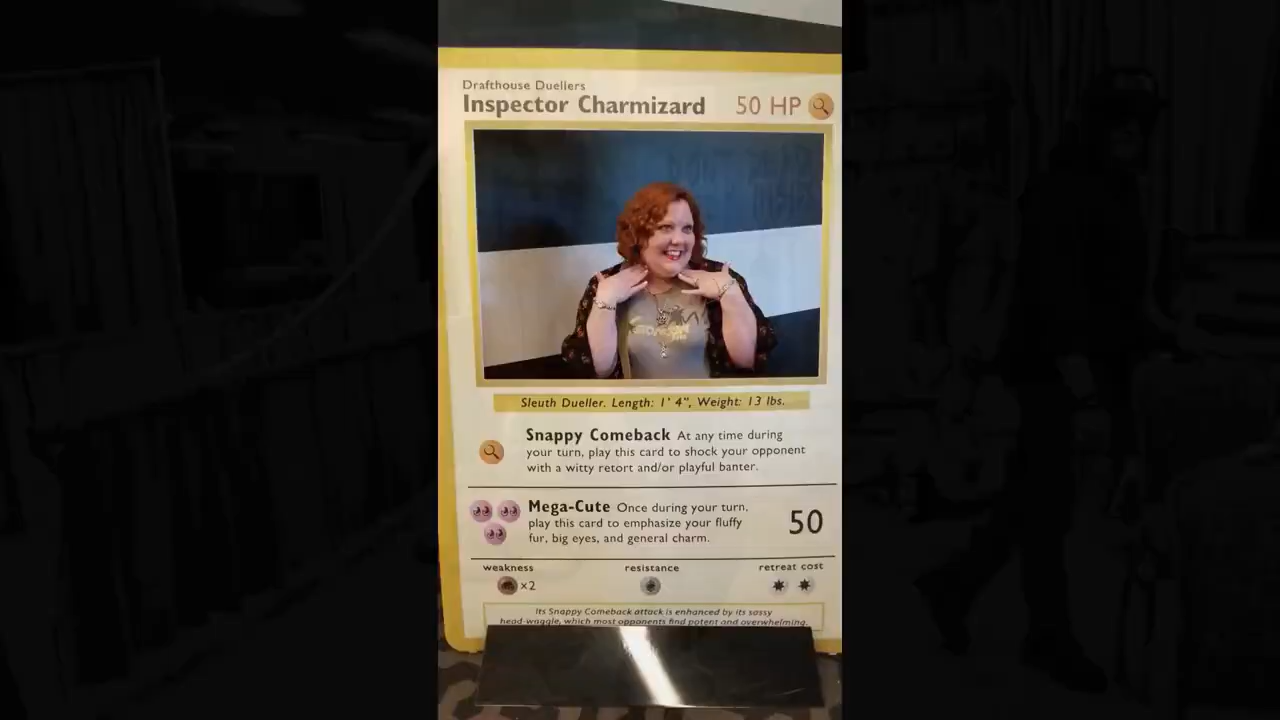 Drafthouse Duellers
Inspector Charmizard 50 HP
Sleuth Dueller. Length: 1' 4", Weight: 13 lbs.
Snappy Comeback At any time during
your turn, play this card to shock your opponent
with a witty retort and/or playful banter.
Mega-Cute Once during your turn,
play this card to emphasize your fluffy
fur, big eyes, and general charm.
50
weakness resistance retreat cost
×2
Its Snappy Comeback attack is enhanced by its sassy
head-waggle, which most opponents find potent and overwhelming.